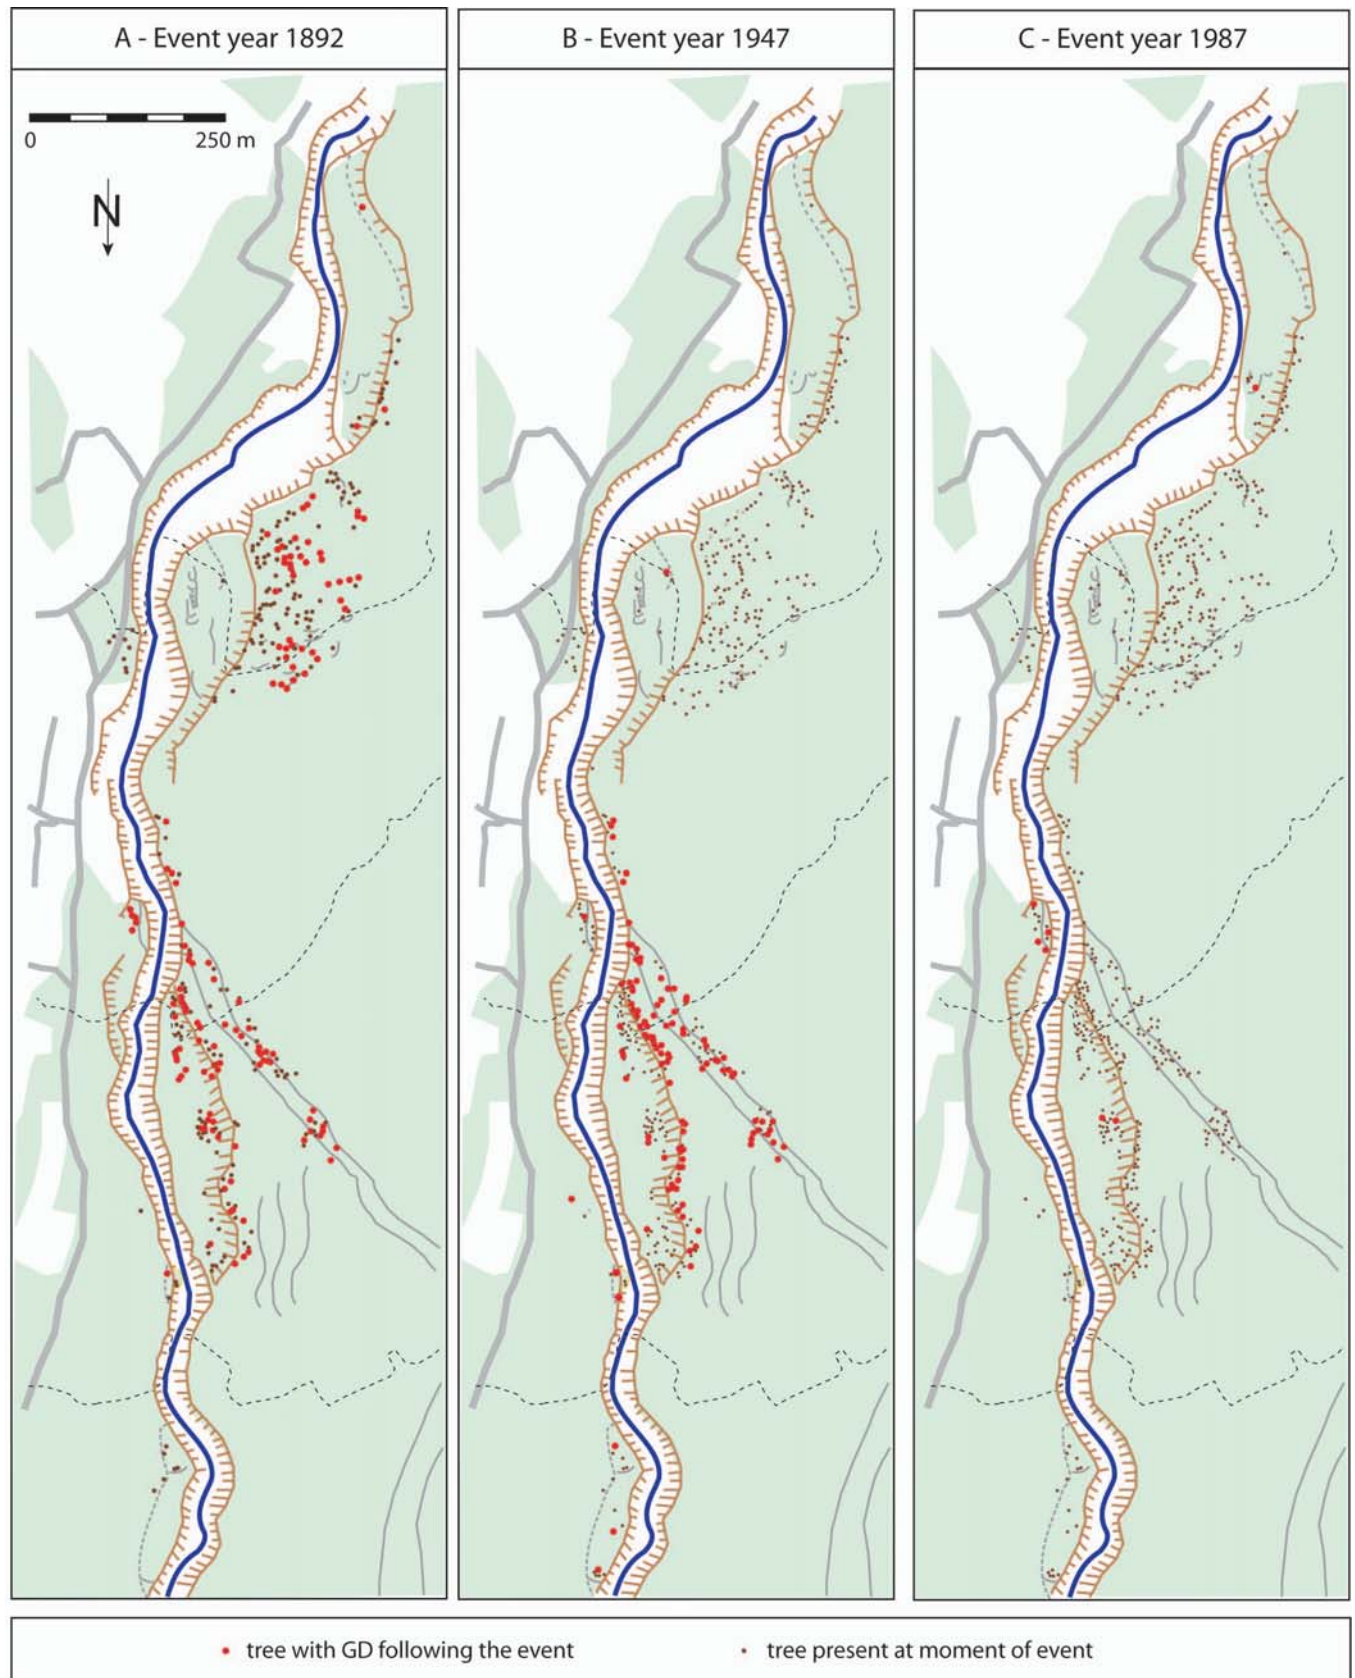 A - Event year 1892
B - Event year 1947
C - Event year 1987
0 250 m
N
tree with GD following the event
tree present at moment of event